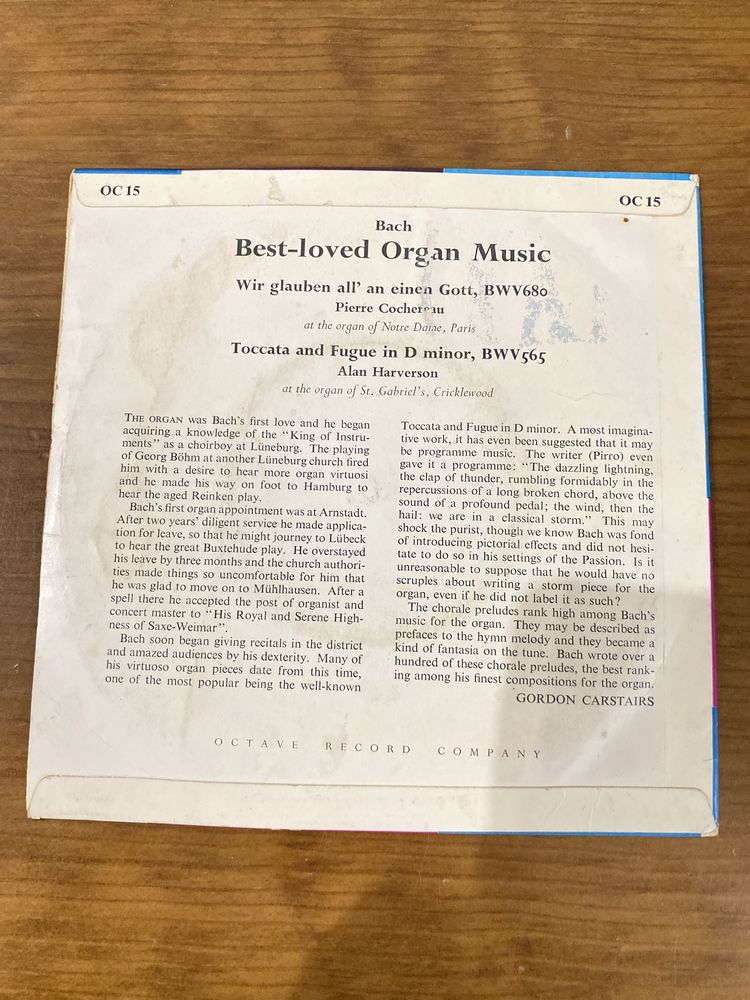 OC 15
OC 15
Bach
Best-loved Organ Music
Wir glauben all' an einen Gott, BWV680
Pierre Cochereau
at the organ of Notre Dame, Paris
Toccata and Fugue in D minor, BWV565
Alan Harverson
at the organ of St. Gabriel's, Cricklewood
THE ORGAN was Bach's first love and he began
acquiring a knowledge of the "King of Instru-
ments" as a choirboy at Lüneburg. The playing
of Georg Böhm at another Lüneburg church fired
him with a desire to hear more organ virtuosi
and he made his way on foot to Hamburg to
hear the aged Reinken play.
Bach's first organ appointment was at Arnstadt.
After two years' diligent service he made applica-
tion for leave, so that he might journey to Lübeck
to hear the great Buxtehude play. He overstayed
his leave by three months and the church authori-
ties made things so uncomfortable for him that
he was glad to move on to Mühlhausen. After a
spell there he accepted the post of organist and
concert master to "His Royal and Serene High-
ness of Saxe-Weimar".
Bach soon began giving recitals in the district
and amazed audiences by his dexterity. Many of
his virtuoso organ pieces date from this time,
one of the most popular being the well-known
Toccata and Fugue in D minor. A most imagina-
tive work, it has even been suggested that it may
be programme music. The writer (Pirro) even
gave it a programme: "The dazzling lightning,
the clap of thunder, rumbling formidably in the
repercussions of a long broken chord, above the
sound of a profound pedal; the wind, then the
hail: we are in a classical storm." This may
shock the purist, though we know Bach was fond
of introducing pictorial effects and did not hesi-
tate to do so in his settings of the Passion. Is it
unreasonable to suppose that he would have no
scruples about writing a storm piece for the
organ, even if he did not label it as such?
The chorale preludes rank high among Bach's
music for the organ. They may be described as
prefaces to the hymn melody and they became a
kind of fantasia on the tune. Bach wrote over a
hundred of these chorale preludes, the best rank-
ing among his finest compositions for the organ.
GORDON CARSTAIRS
OCTAVE RECORD COMPANY